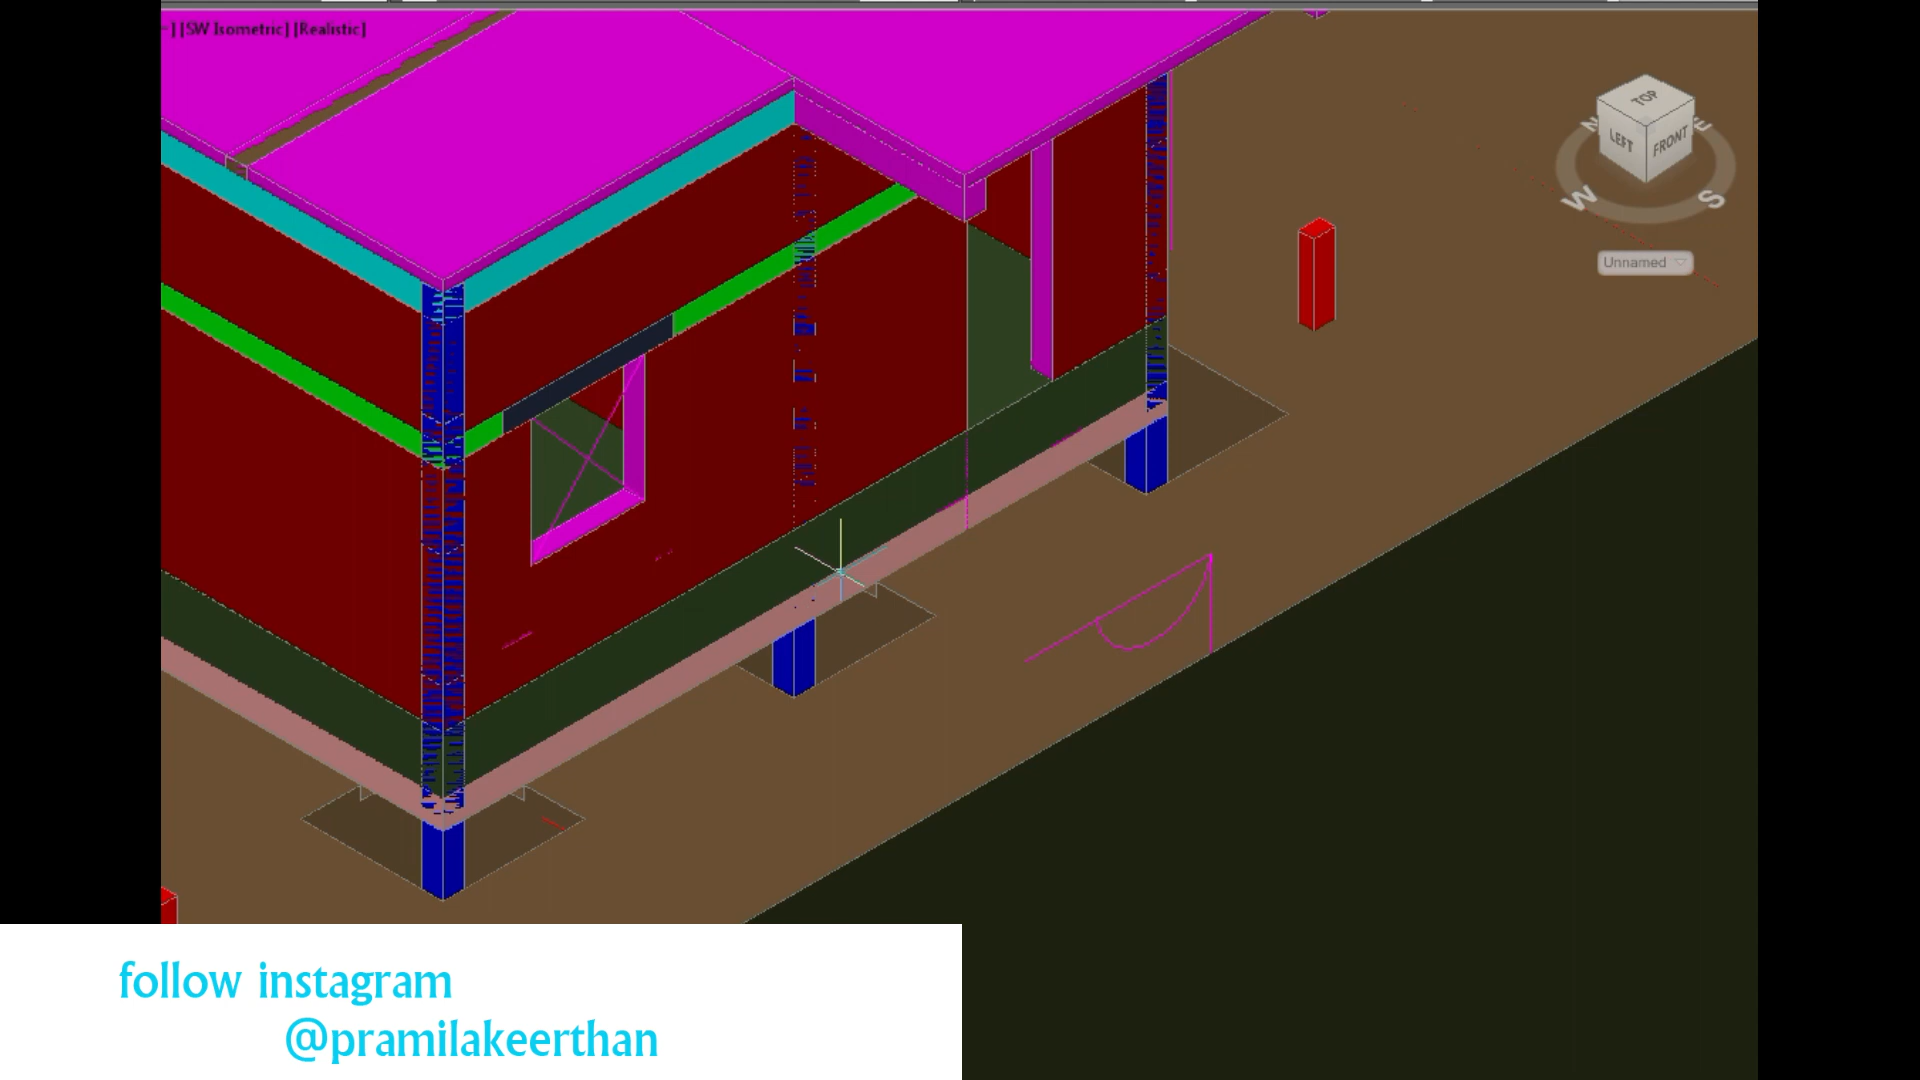 ][SW Isometric][Realistic]
TOP
LEFT
FRONT
N
E
W
S
Unnamed
follow instagram
@pramilakeerthan